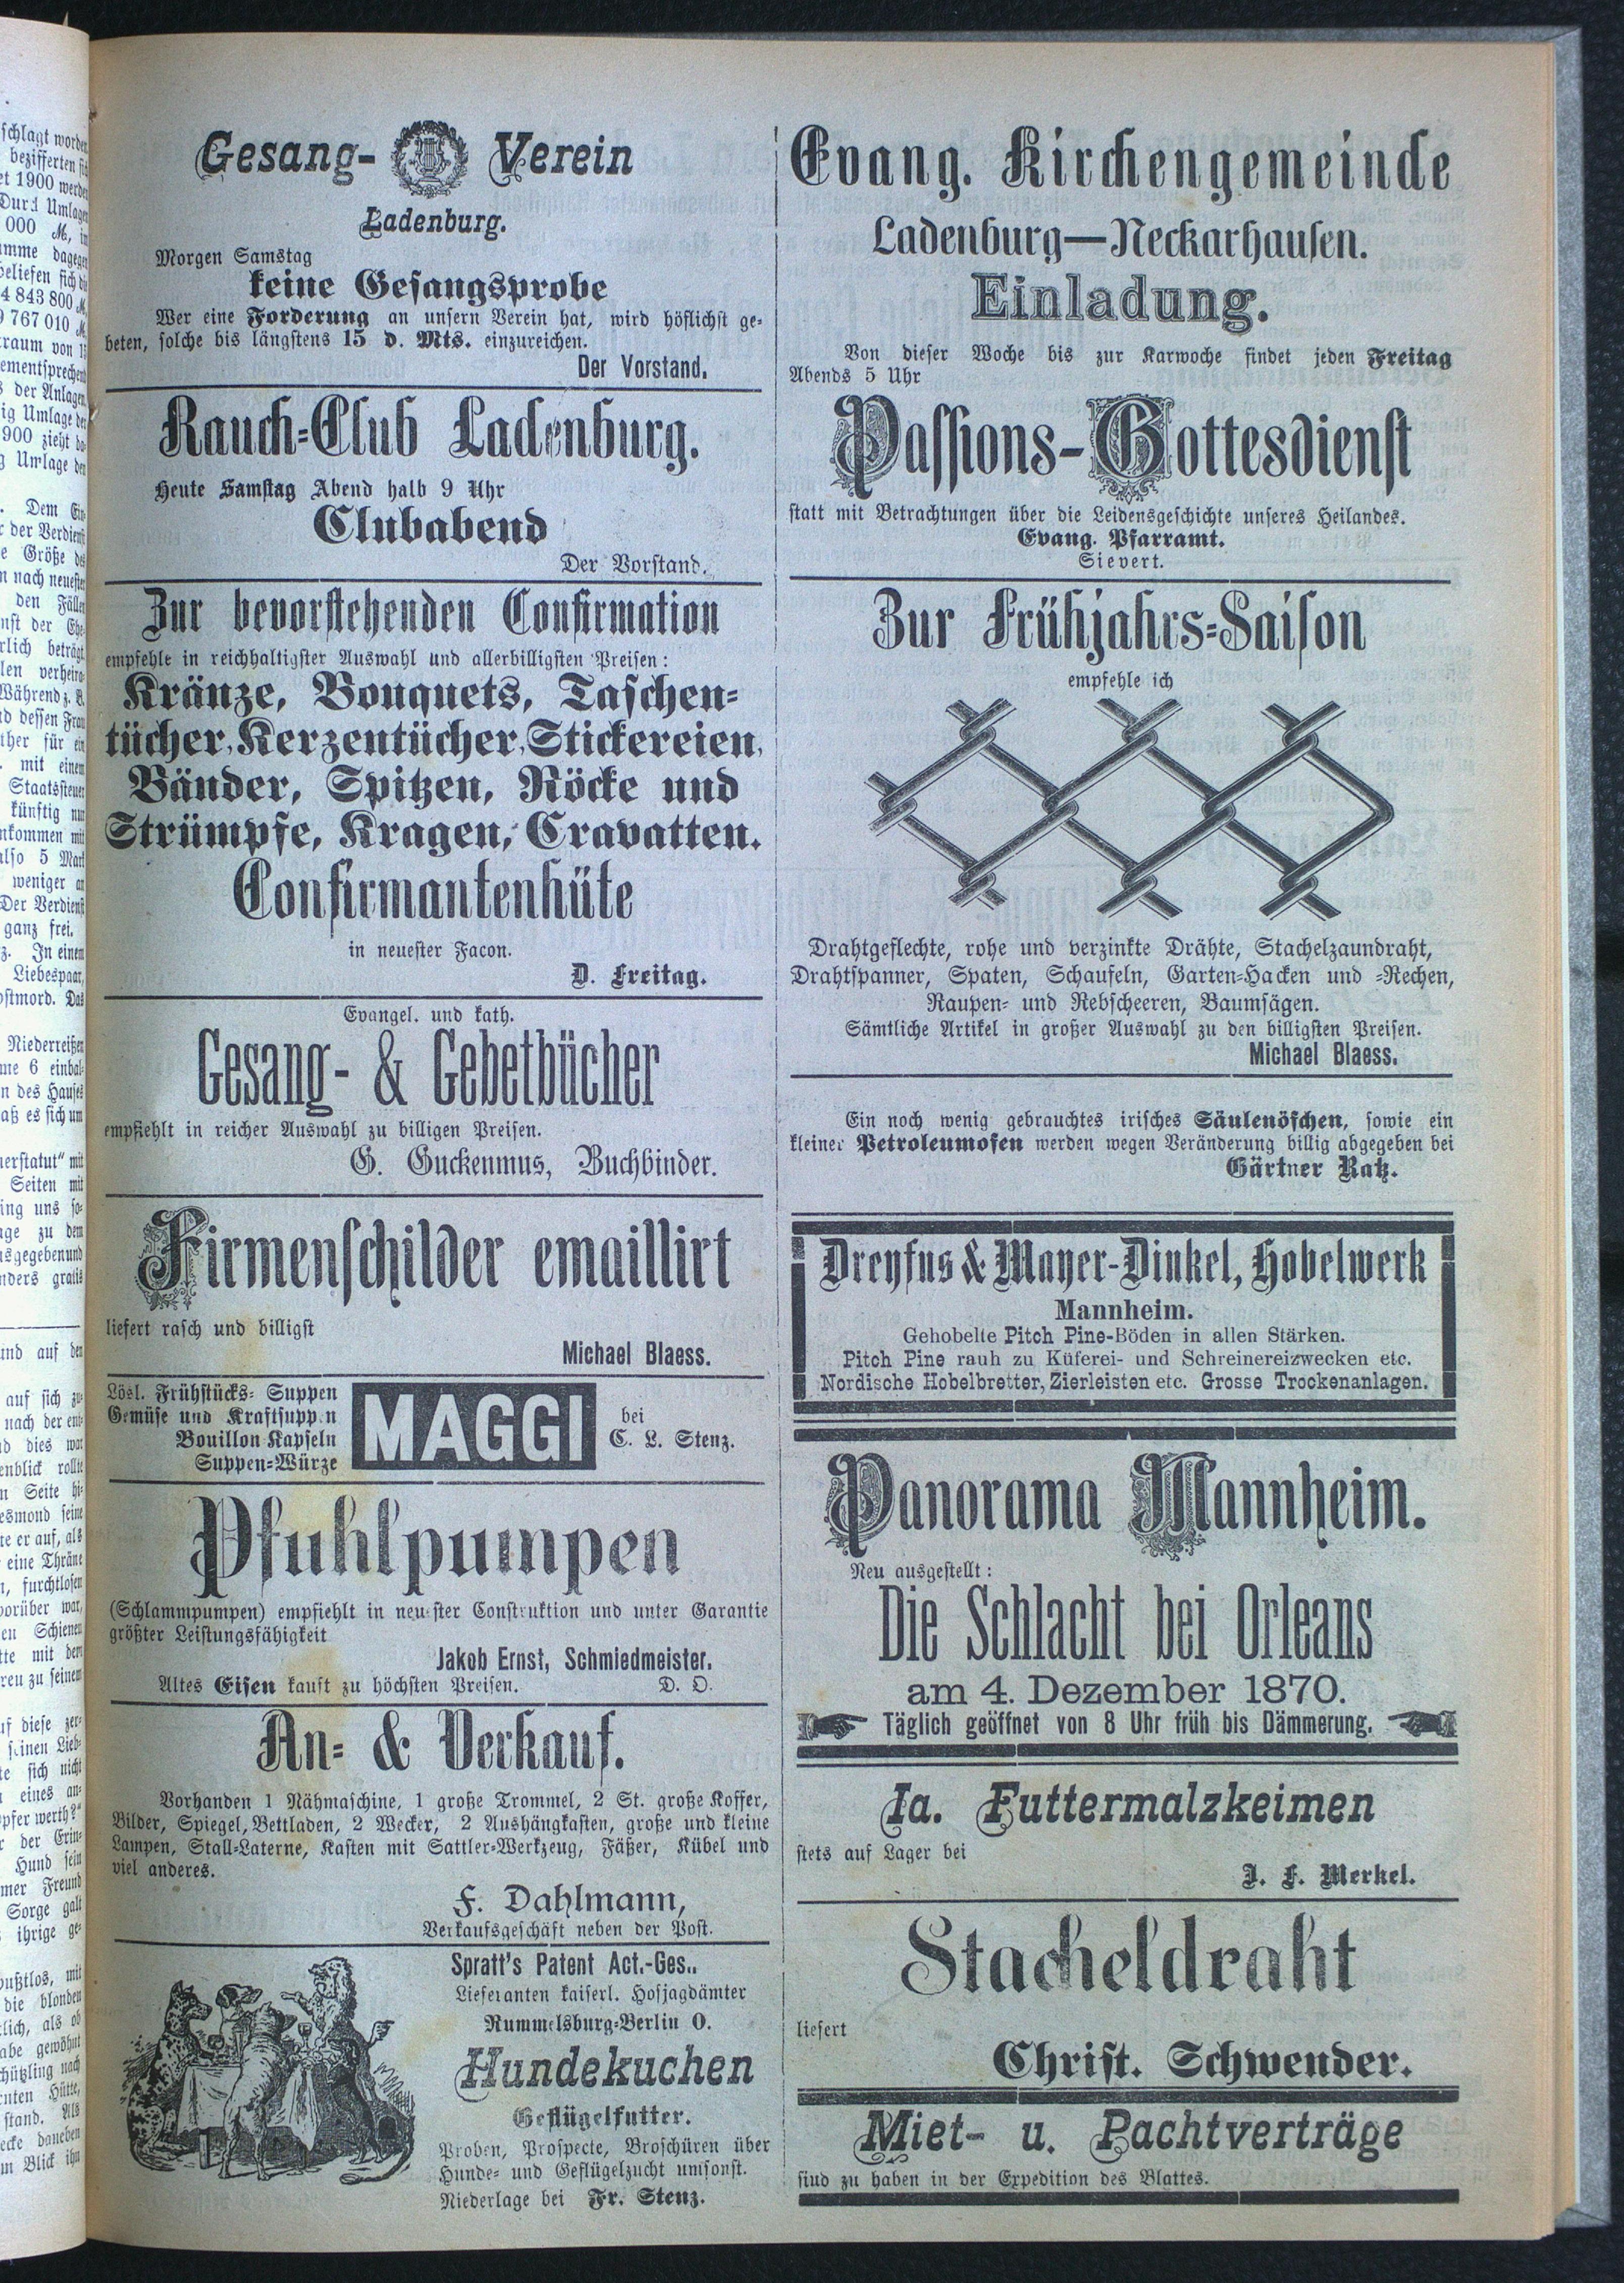 Gesang- Verein
Ladenburg.
Morgen Samstag
keine Gesangsprobe
Wer eine Forderung an unsern Verein hat, wird höflichst ge-
beten, solche bis längstens 15 d. Mts. einzureichen.
Der Vorstand.
Rauch-Club Ladenburg.
Heute Samstag Abend halb 9 Uhr
Clubabend
Der Vorstand.
Zur bevorstehenden Confirmation
empfehle in reichhaltigster Auswahl und allerbilligsten Preisen:
Kränze, Bouquets, Taschen-
tücher, Kerzentücher, Stickereien,
Bänder, Spitzen, Röcke und
Strümpfe, Kragen, Cravatten.
Confirmantenhüte
in neuester Facon.
D. Freitag.
Evangel. und kath.
Gesang- & Gebetbücher
empfiehlt in reicher Auswahl zu billigen Preisen.
G. Guckenmus, Buchbinder.
Firmenschilder emaillirt
liefert rasch und billigst
Michael Blaess.
Lösl. Frühstücks- Suppen
Gemüse und Kraftsuppen
Bouillon Kapseln
Suppen-Würze
MAGGI
bei
C. L. Stenz.
Pfuhlpumpen
(Schlammpumpen) empfiehlt in neuester Construktion und unter Garantie
größter Leistungsfähigkeit
Jakob Ernst, Schmiedmeister.
Altes Eisen kauft zu höchsten Preisen. D. O.
An- & Verkauf.
Vorhanden 1 Nähmaschine, 1 große Trommel, 2 St. große Koffer,
Bilder, Spiegel, Bettladen, 2 Wecker, 2 Aushängkasten, große und kleine
Lampen, Stall-Laterne, Kasten mit Sattler-Werkzeug, Fäßer, Kübel und
viel anderes.
F. Dahlmann,
Verkaufsgeschäft neben der Post.
Spratt's Patent Act.-Ges..
Lieferanten kaiserl. Hofjagdämter
Rummelsburg-Berlin O.
Hundekuchen
Geflügelfutter.
Proben, Prospecte, Broschüren über
Hunde- und Geflügelzucht umsonst.
Niederlage bei Fr. Stenz.
Evang. Kirchengemeinde
Ladenburg—Neckarhausen.
Einladung.
Von dieser Woche bis zur Karwoche findet jeden Freitag
Abends 5 Uhr
Passions-Gottesdienst
statt mit Betrachtungen über die Leidensgeschichte unseres Heilandes.
Evang. Pfarramt.
Sievert.
Zur Frühjahrs-Saison
empfehle ich
Drahtgeflechte, rohe und verzinkte Drähte, Stachelzaundraht,
Drahtspanner, Spaten, Schaufeln, Garten-Hacken und -Rechen,
Raupen- und Rebscheeren, Baumsägen.
Sämtliche Artikel in großer Auswahl zu den billigsten Preisen.
Michael Blaess.
Ein noch wenig gebrauchtes irisches Säulenöfchen, sowie ein
kleiner Petroleumofen werden wegen Veränderung billig abgegeben bei
Gärtner Ratz.
Dreyfus & Mayer-Dinkel, Hobelwerk
Mannheim.
Gehobelte Pitch Pine-Böden in allen Stärken.
Pitch Pine rauh zu Küferei- und Schreinereizwecken etc.
Nordische Hobelbretter, Zierleisten etc. Grosse Trockenanlagen.
Panorama Mannheim.
Neu ausgestellt:
Die Schlacht bei Orleans
am 4. Dezember 1870.
Täglich geöffnet von 8 Uhr früh bis Dämmerung.
Ia. Futtermalzkeimen
stets auf Lager bei
J. F. Merkel.
Stacheldraht
liefert
Christ. Schwender.
Miet- u. Pachtverträge
sind zu haben in der Expedition des Blattes.